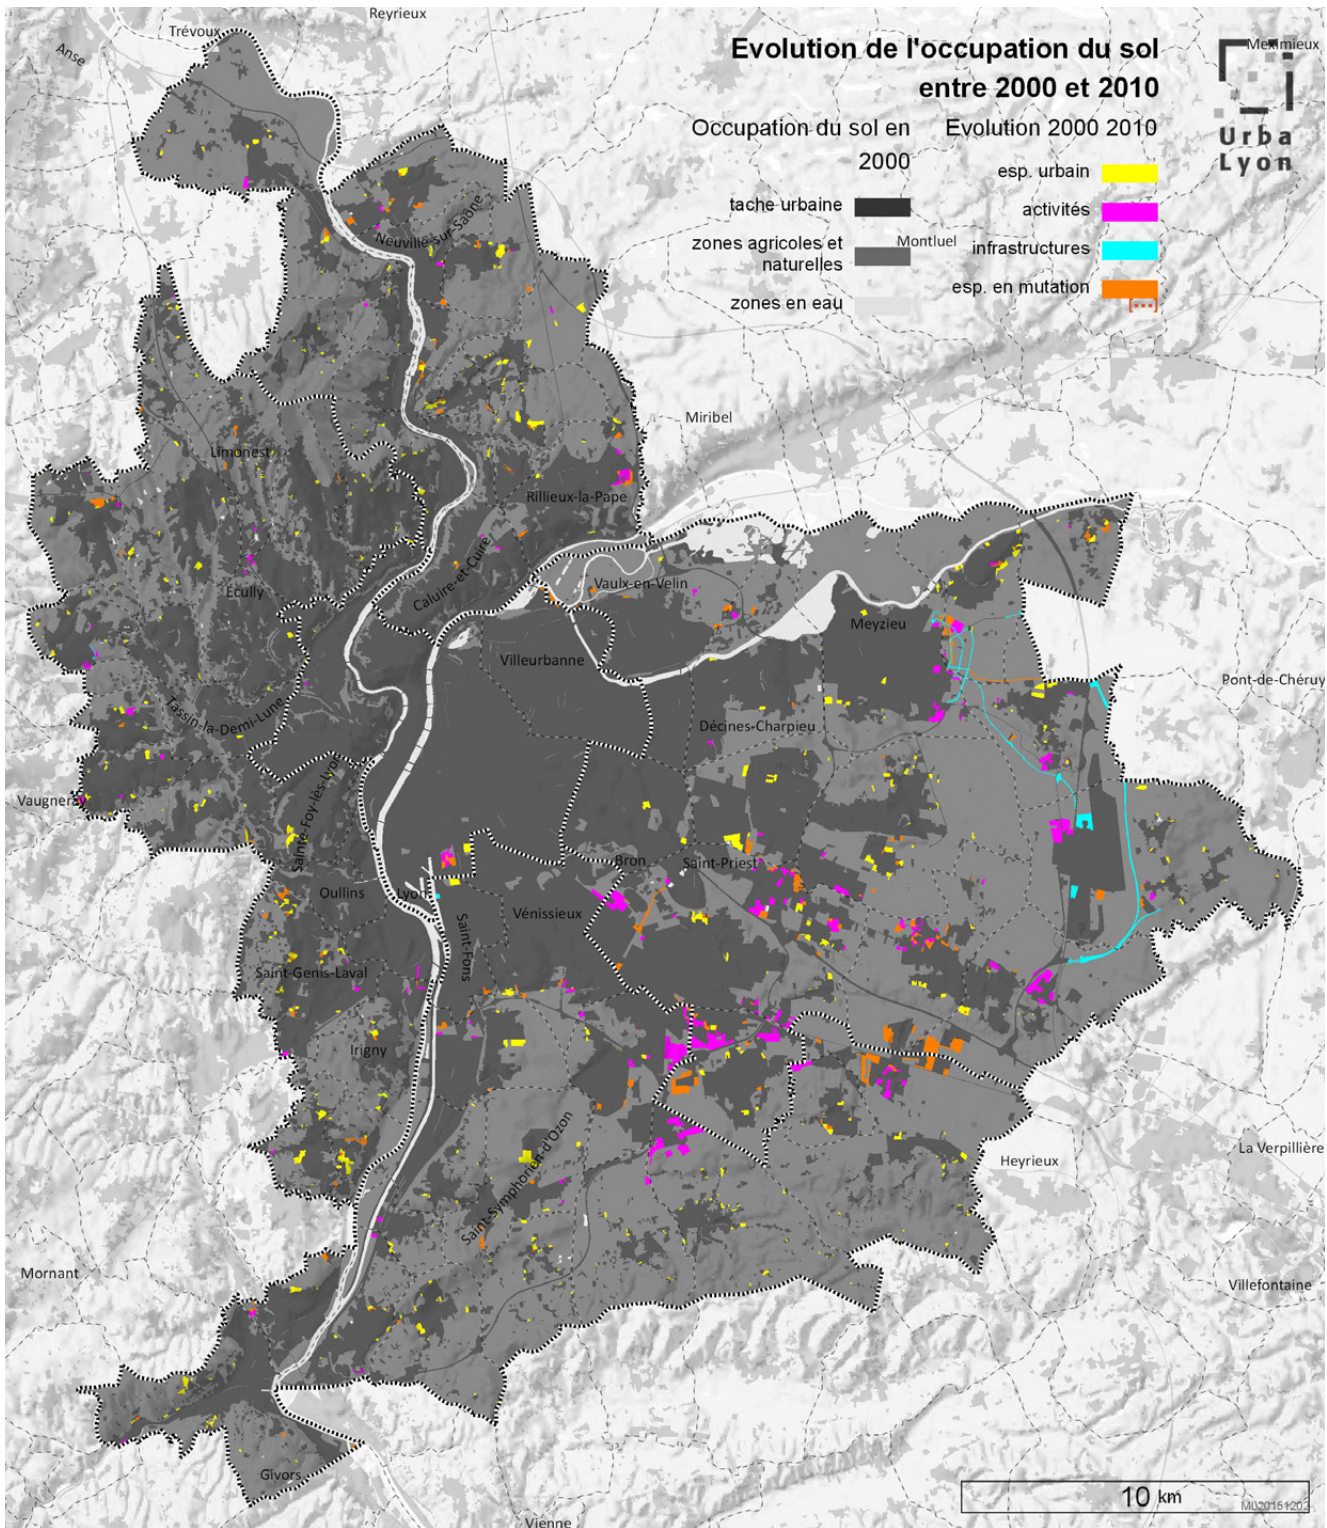 Reyrieux
Trévoux
Anse
Evolution de l'occupation du sol
entre 2000 et 2010
Meximieux
Urba
Lyon
Occupation du sol en
2000
Evolution 2000 2010
esp. urbain
tache urbaine
activités
zones agricoles et
naturelles
Montluel
infrastructures
esp. en mutation
zones en eau
Neuville-sur-Saône
Miribel
Limonest
Rillieux-la-Pape
Caluire-et-Cuire
Vaulx-en-Velin
Écully
Meyzieu
Villeurbanne
Pont-de-Chéruy
Tassin-la-Demi-Lune
Décines-Charpieu
Vaugneray
Sainte-Foy-lès-Lyon
Bron
Saint-Priest
Oullins
Lyon
Vénissieux
Saint-Fons
Saint-Genis-Laval
Irigny
Saint-Symphorien-d'Ozon
Heyrieux
La Verpillière
Mornant
Villefontaine
Givors
10 km
ML20151202
Vienne